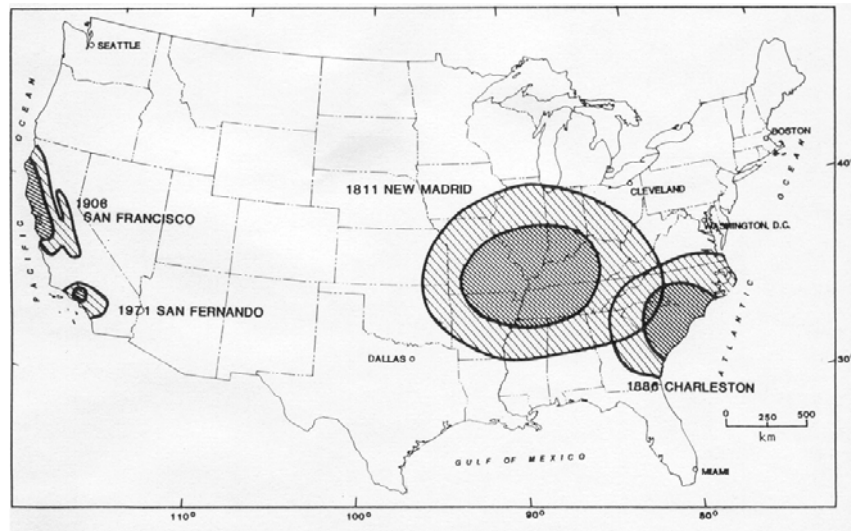 SEATTLE
PACIFIC OCEAN
BOSTON
40°
CLEVELAND
1811 NEW MADRID
1906
SAN FRANCISCO
WASHINGTON, D.C.
ATLANTIC OCEAN
1971 SAN FERNANDO
DALLAS
30°
1886 CHARLESTON
0 250 500
km
GULF OF MEXICO
MIAMI
110°
100°
90°
80°